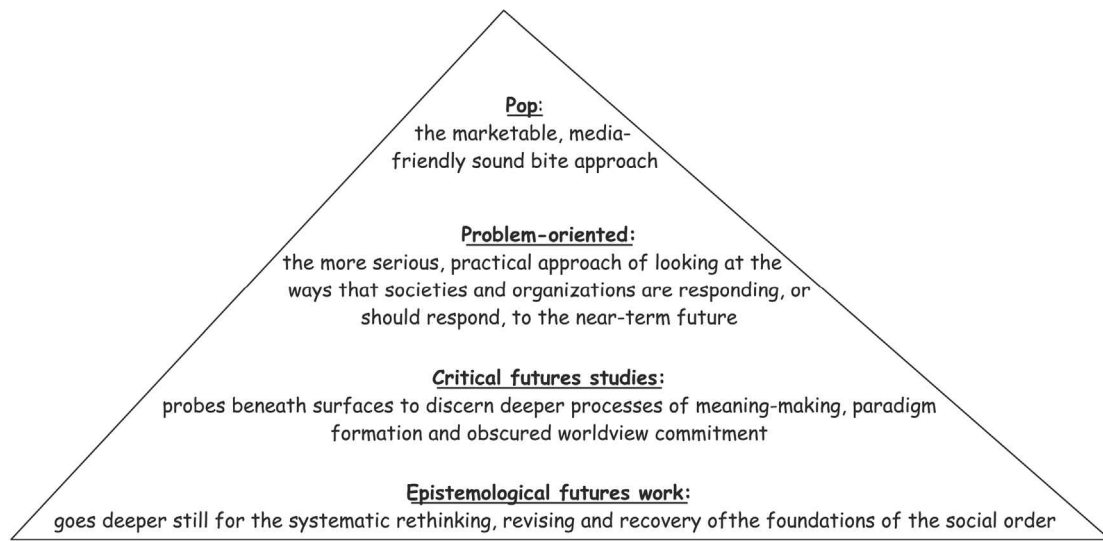 Pop:
the marketable, media-
friendly sound bite approach
Problem-oriented:
the more serious, practical approach of looking at the
ways that societies and organizations are responding, or
should respond, to the near-term future
Critical futures studies:
probes beneath surfaces to discern deeper processes of meaning-making, paradigm
formation and obscured worldview commitment
Epistemological futures work:
goes deeper still for the systematic rethinking, revising and recovery ofthe foundations of the social order